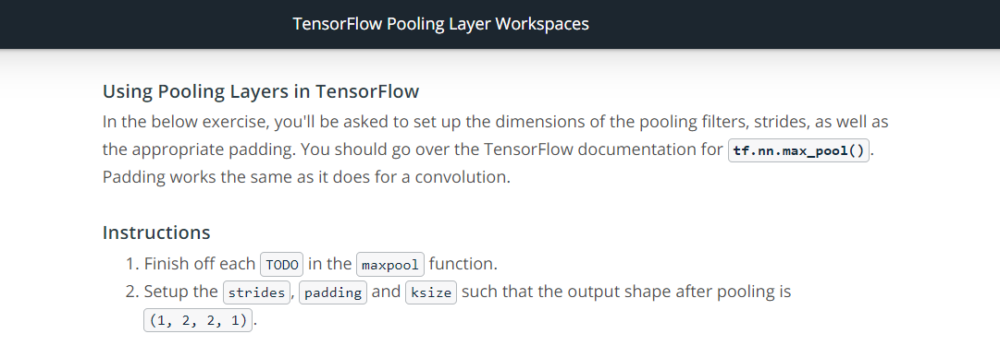 TensorFlow Pooling Layer Workspaces
Using Pooling Layers in TensorFlow
In the below exercise, you'll be asked to set up the dimensions of the pooling filters, strides, as well as
the appropriate padding. You should go over the TensorFlow documentation for tf.nn.max_pool().
Padding works the same as it does for a convolution.
Instructions
1. Finish off each TODO in the maxpool function.
2. Setup the strides, padding and ksize such that the output shape after pooling is
(1, 2, 2, 1).